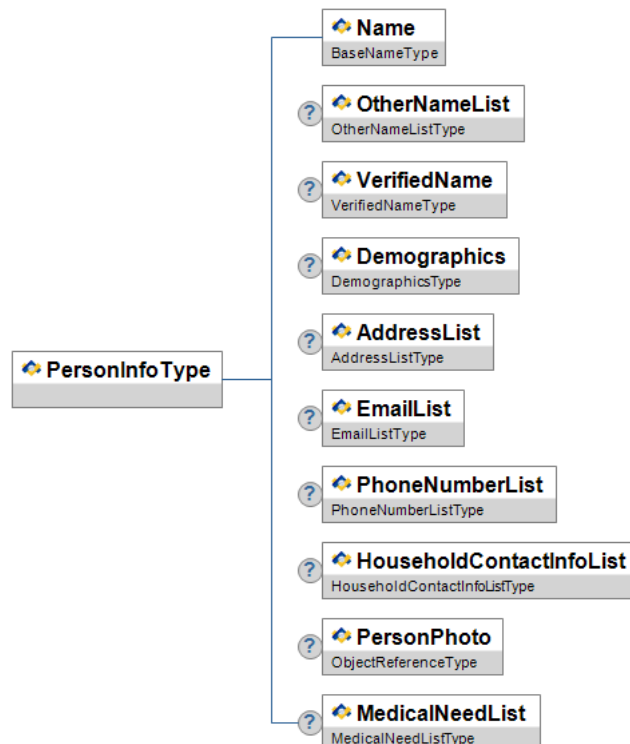 Name
BaseNameType
?
OtherNameList
OtherNameListType
?
VerifiedName
VerifiedNameType
?
Demographics
DemographicsType
?
AddressList
AddressListType
PersonInfoType
?
EmailList
EmailListType
?
PhoneNumberList
PhoneNumberListType
?
HouseholdContactInfoList
HouseholdContactInfoListType
?
PersonPhoto
ObjectReferenceType
?
MedicalNeedList
MedicalNeedListType